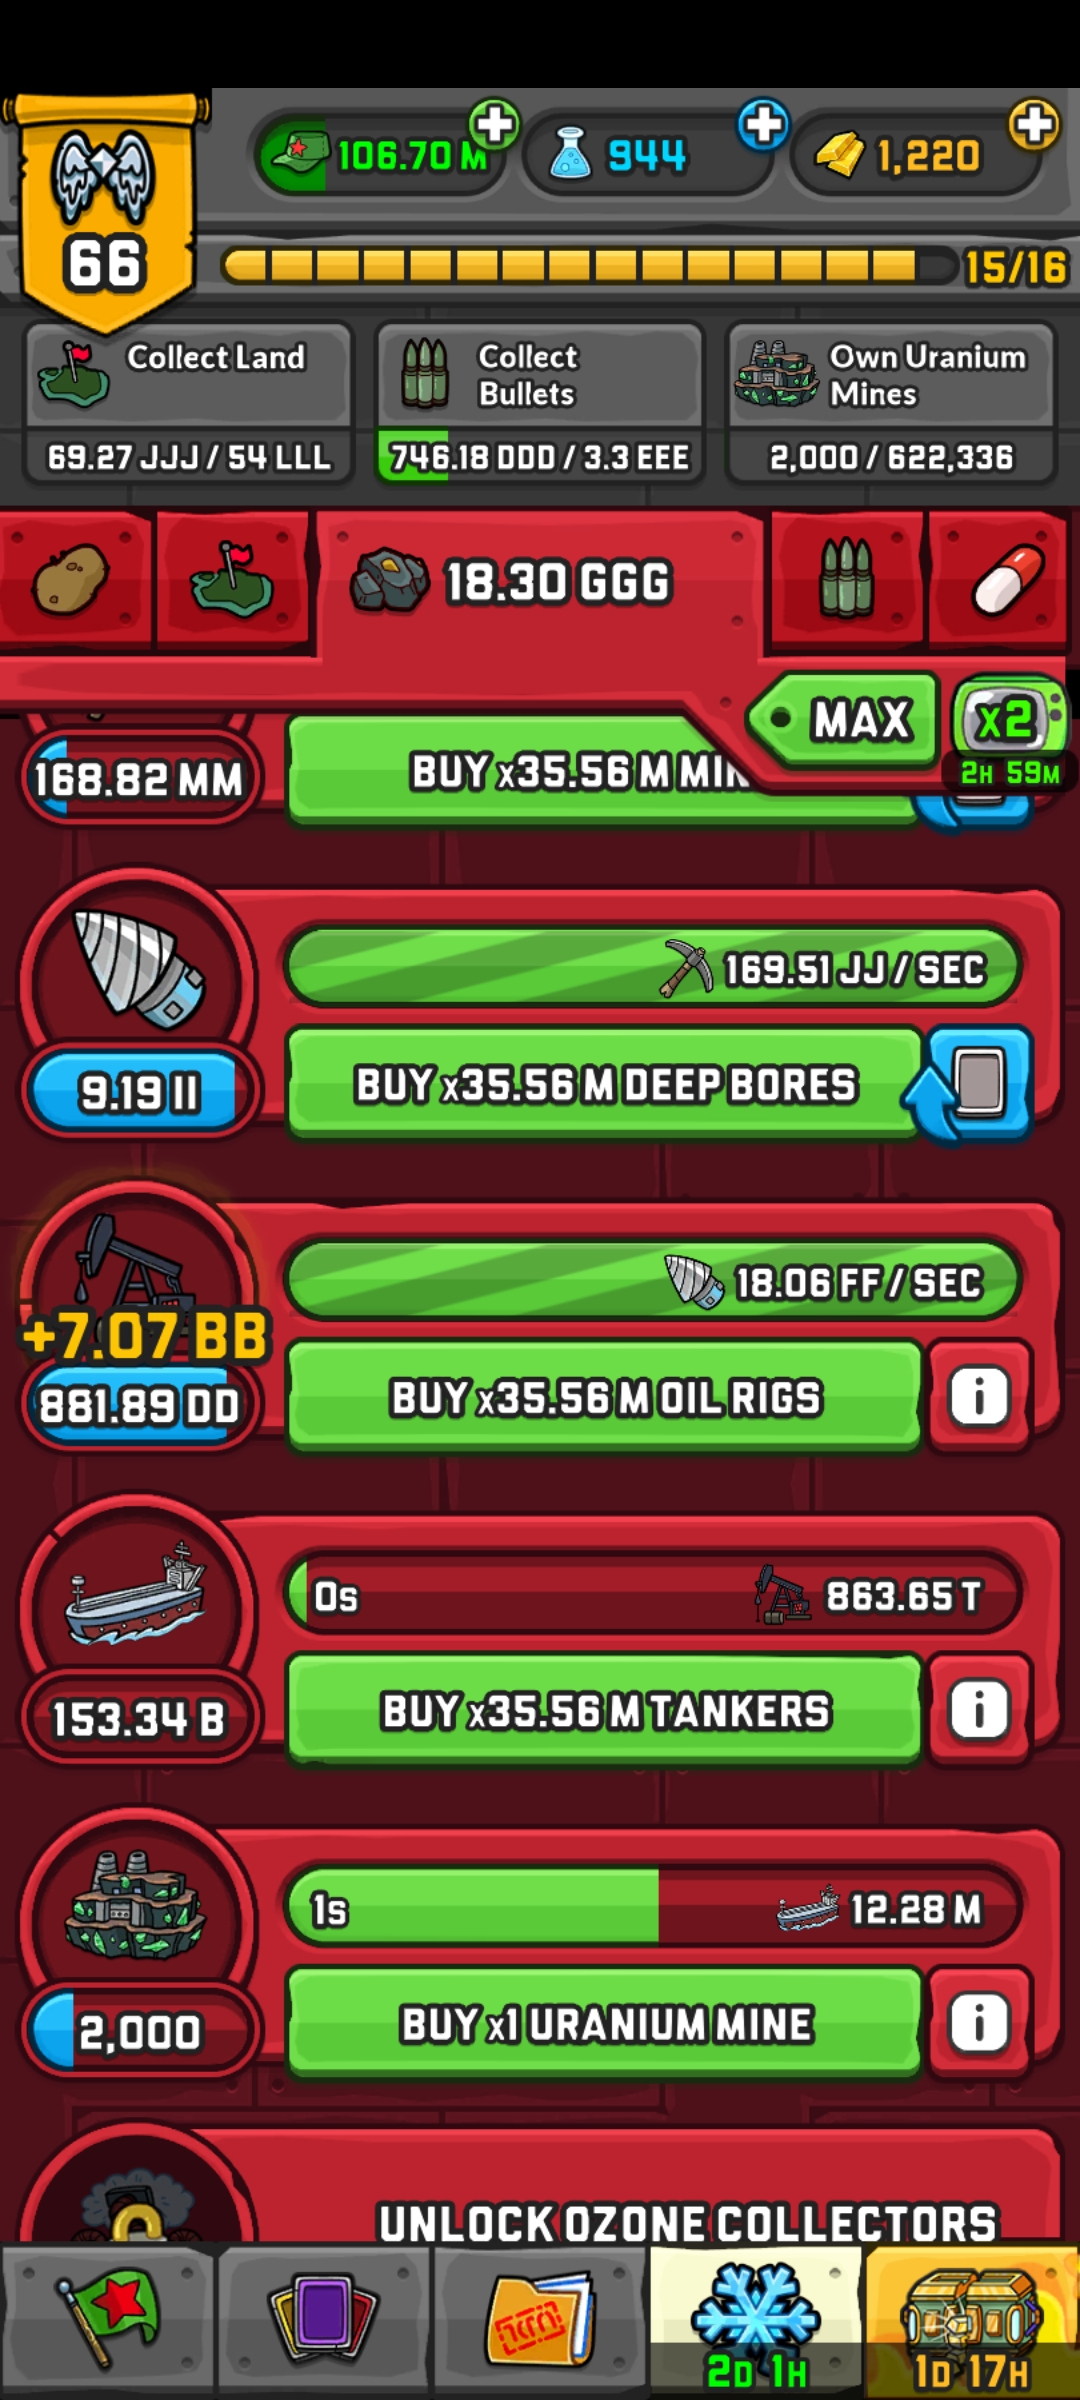 106.70 M
944
1,220
66
15/16
Collect Land
69.27 JJJ / 54 LLL
Collect
Bullets
746.18 DDD / 3.3 EEE
Own Uranium
Mines
2,000 / 622,336
18.30 GGG
MAX
x2
2H 59M
168.82 MM
BUY x35.56 M MIN
169.51 JJ / SEC
9.19 II
BUY x35.56 M DEEP BORES
18.06 FF / SEC
+7.07 BB
881.89 DD
BUY x35.56 M OIL RIGS
i
0s
863.65 T
153.34 B
BUY x35.56 M TANKERS
i
1s
12.28 M
2,000
BUY x1 URANIUM MINE
i
UNLOCK OZONE COLLECTORS
2D 1H
1D 17H